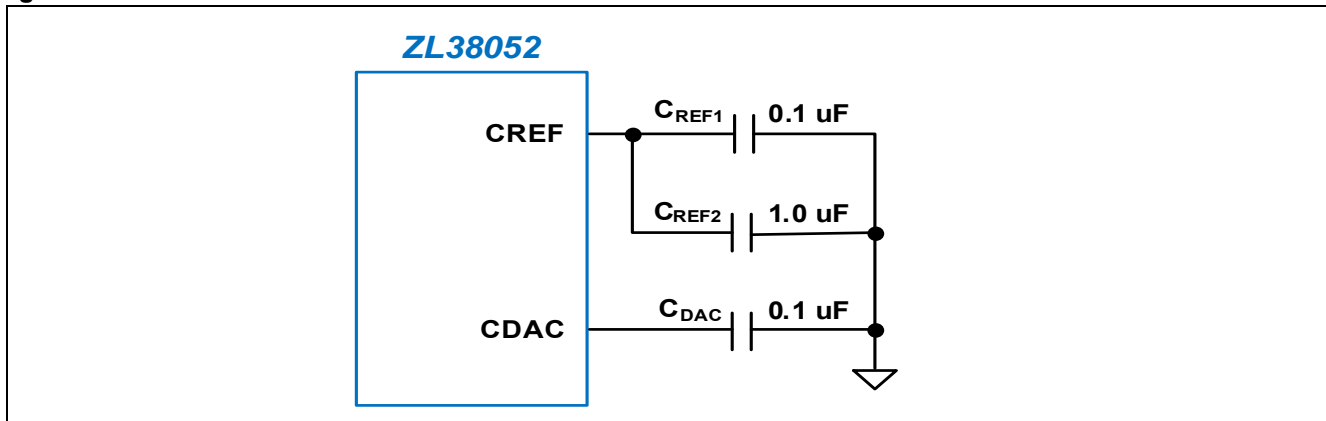 ZL38052
CREF
CREF1 0.1 uF
CREF2 1.0 uF
CDAC
CDAC 0.1 uF